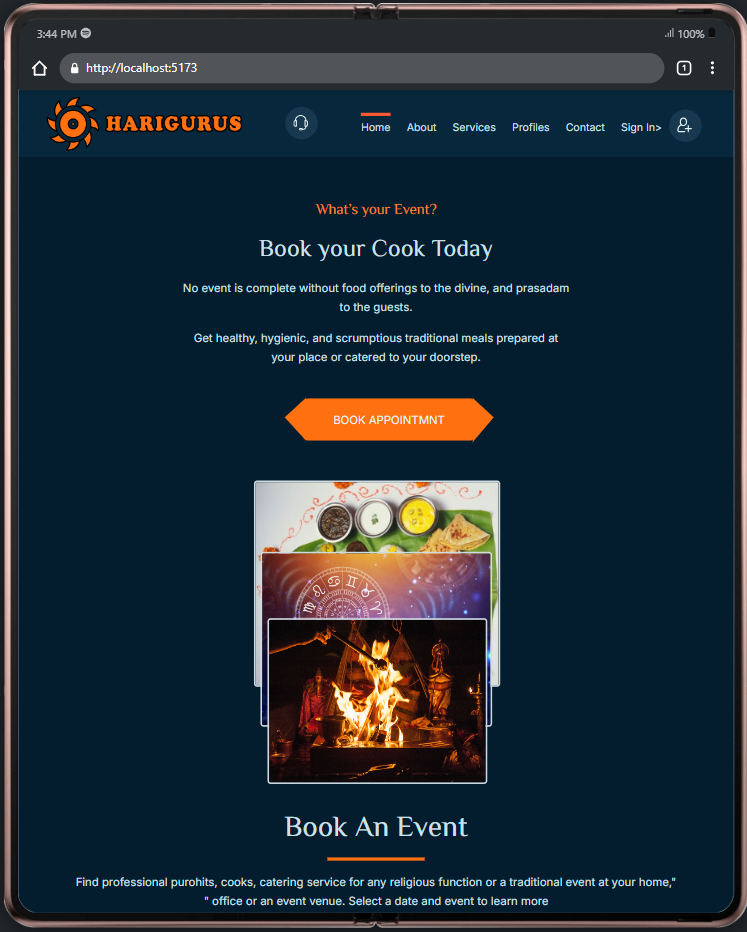 3:44 PM
100%
http://localhost:5173
1
HARIGURUS
Home About Services Profiles Contact Sign In>
What's your Event?
Book your Cook Today
No event is complete without food offerings to the divine, and prasadam
to the guests.
Get healthy, hygienic, and scrumptious traditional meals prepared at
your place or catered to your doorstep.
BOOK APPOINTMNT
Book An Event
Find professional purohits, cooks, catering service for any religious function or a traditional event at your home,"
" office or an event venue. Select a date and event to learn more